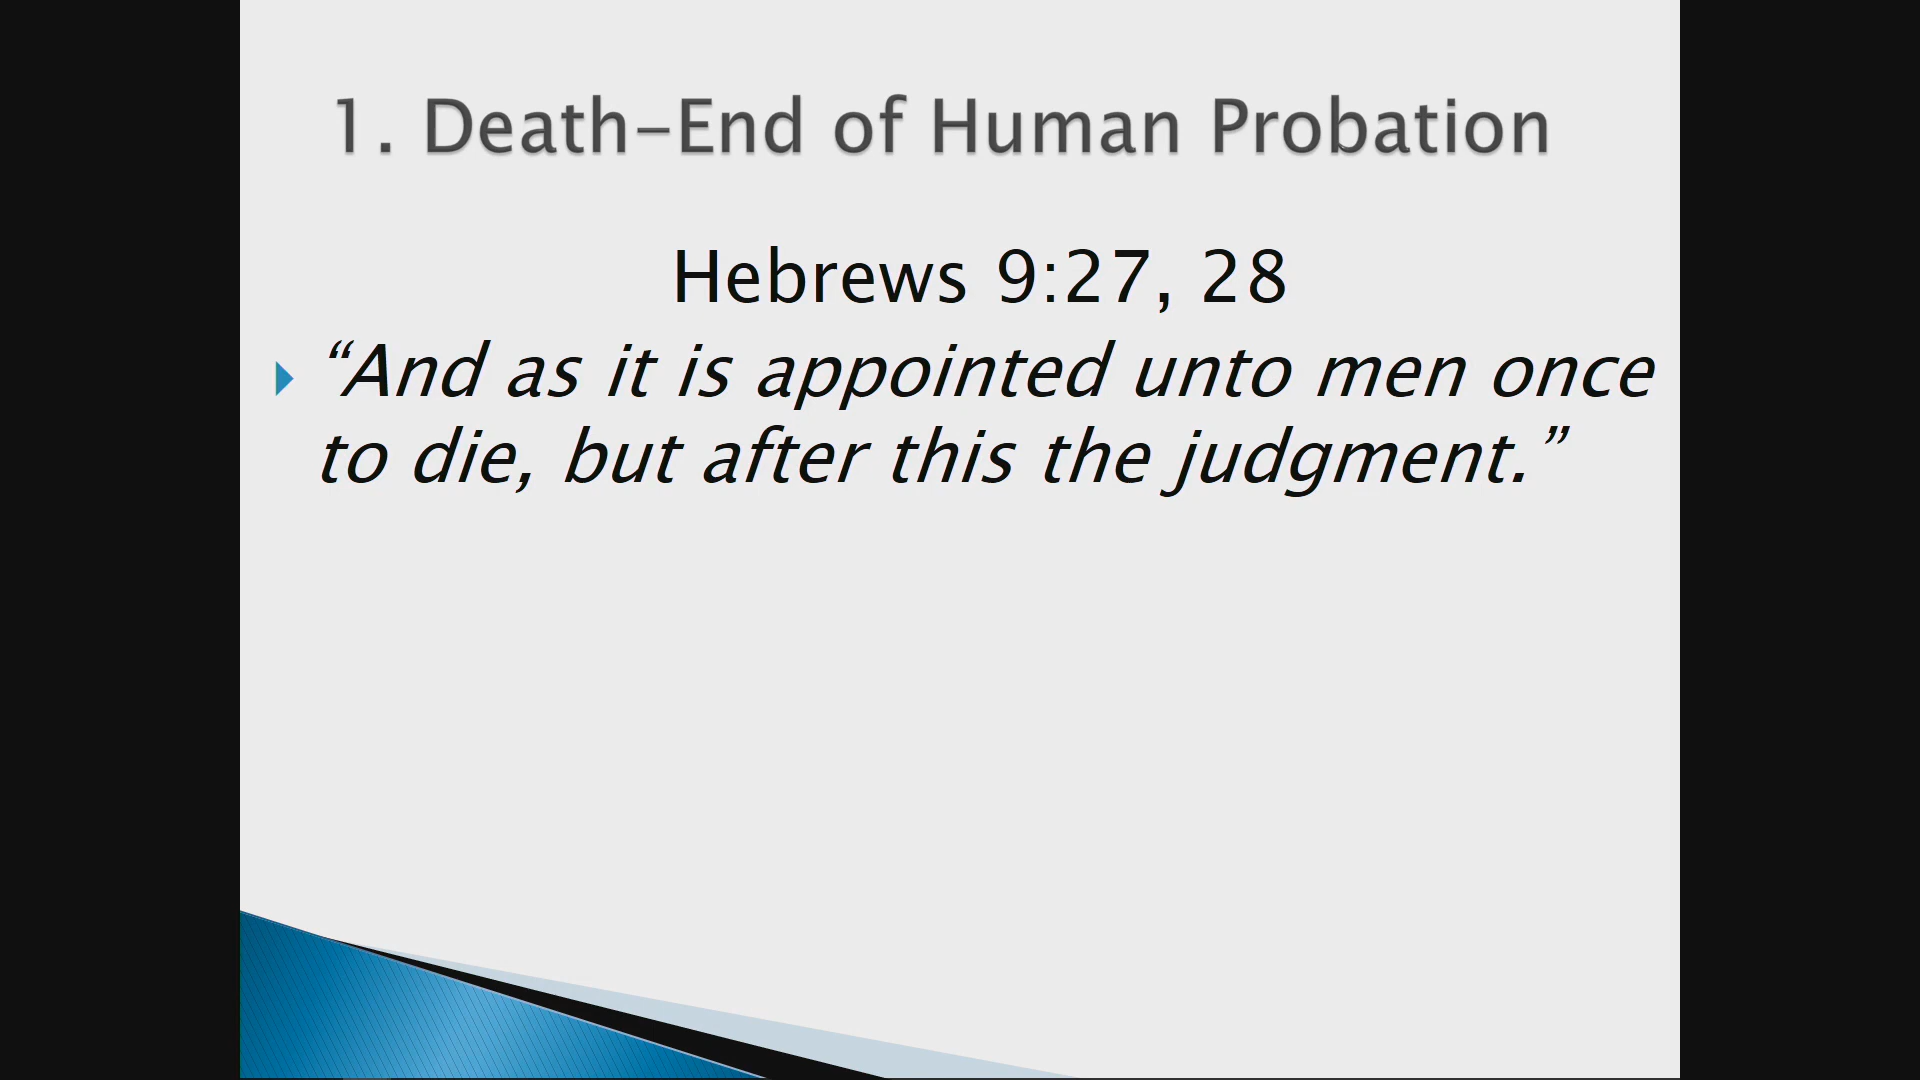 1. Death-End of Human Probation
Hebrews 9:27, 28
“And as it is appointed unto men once
to die, but after this the judgment.”